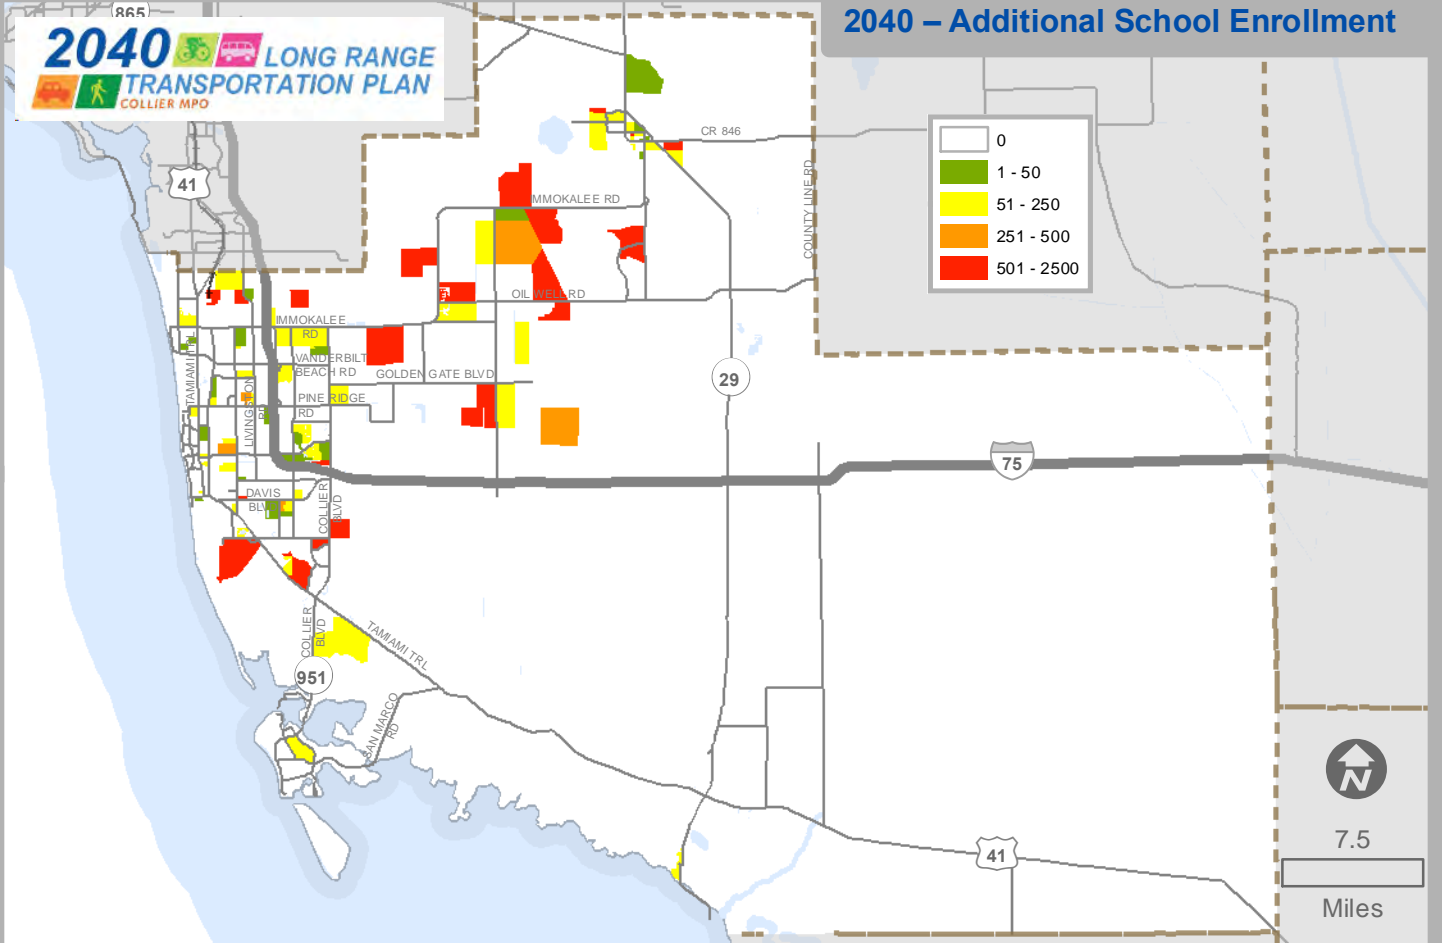 865
2040 – Additional School Enrollment
2040 LONG RANGE
TRANSPORTATION PLAN
COLLIER MPO
0
1 - 50
51 - 250
251 - 500
501 - 2500
CR 846
41
MMOKALEE RD
COUNTY LINE RD
OIL WELL RD
IMMOKALEE
RD
TAMIAMI TRL
VANDERBILT
BEACH RD
GOLDEN GATE BLVD
29
PINE RIDGE
RD
LIVINGSTON
RD
75
DAVIS
BLVD
COLLIER
BLVD
COLLIER
BLVD
TAMIAMI TRL
951
SAN MARCO
RD
N
7.5
Miles
41